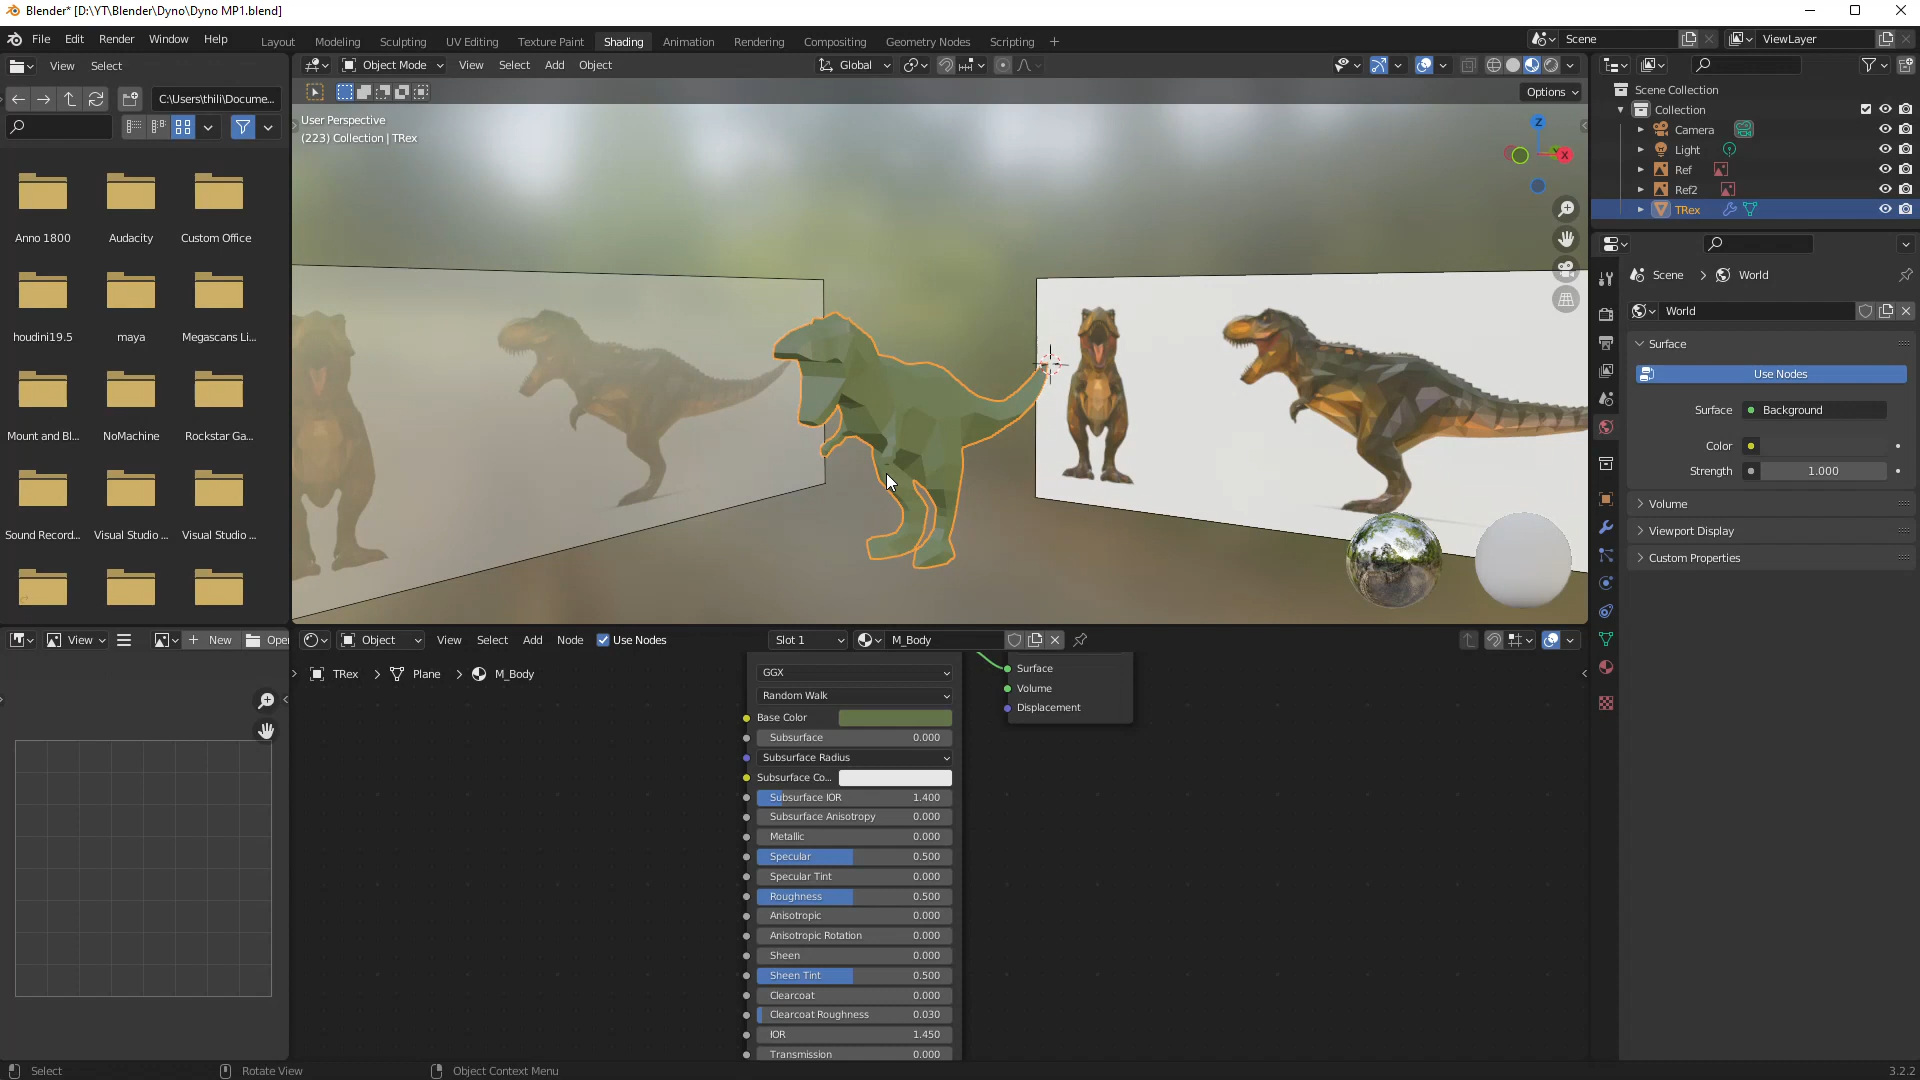 Blender* [D:\YT\Blender\Dyno\Dyno MP1.blend]
File Edit Render Window Help
Layout Modeling Sculpting UV Editing Texture Paint Shading Animation Rendering Compositing Geometry Nodes Scripting
Scene
ViewLayer
View Select
Object Mode View Select Add Object
Global
C:\Users\thili\Docume...
Options
User Perspective
(223) Collection | TRex
Z
X
Scene Collection
Collection
Camera
Light
Ref
Ref2
TRex
Anno 1800
Audacity
Custom Office
houdini19.5
maya
Megascans Li...
Mount and Bl...
NoMachine
Rockstar Ga...
Sound Record...
Visual Studio ...
Visual Studio ...
Scene > World
World
Surface
Use Nodes
Surface Background
Color
Strength 1.000
Volume
Viewport Display
Custom Properties
View
New
Ope
Object View Select Add Node Use Nodes
Slot 1
M_Body
TRex > Plane > M_Body
GGX
Random Walk
Base Color
Subsurface 0.000
Subsurface Radius
Subsurface Co...
Subsurface IOR 1.400
Subsurface Anisotropy 0.000
Metallic 0.000
Specular 0.500
Specular Tint 0.000
Roughness 0.500
Anisotropic 0.000
Anisotropic Rotation 0.000
Sheen 0.000
Sheen Tint 0.500
Clearcoat 0.000
Clearcoat Roughness 0.030
IOR 1.450
Transmission 0.000
Surface
Volume
Displacement
Select
Rotate View
Object Context Menu
3.2.2